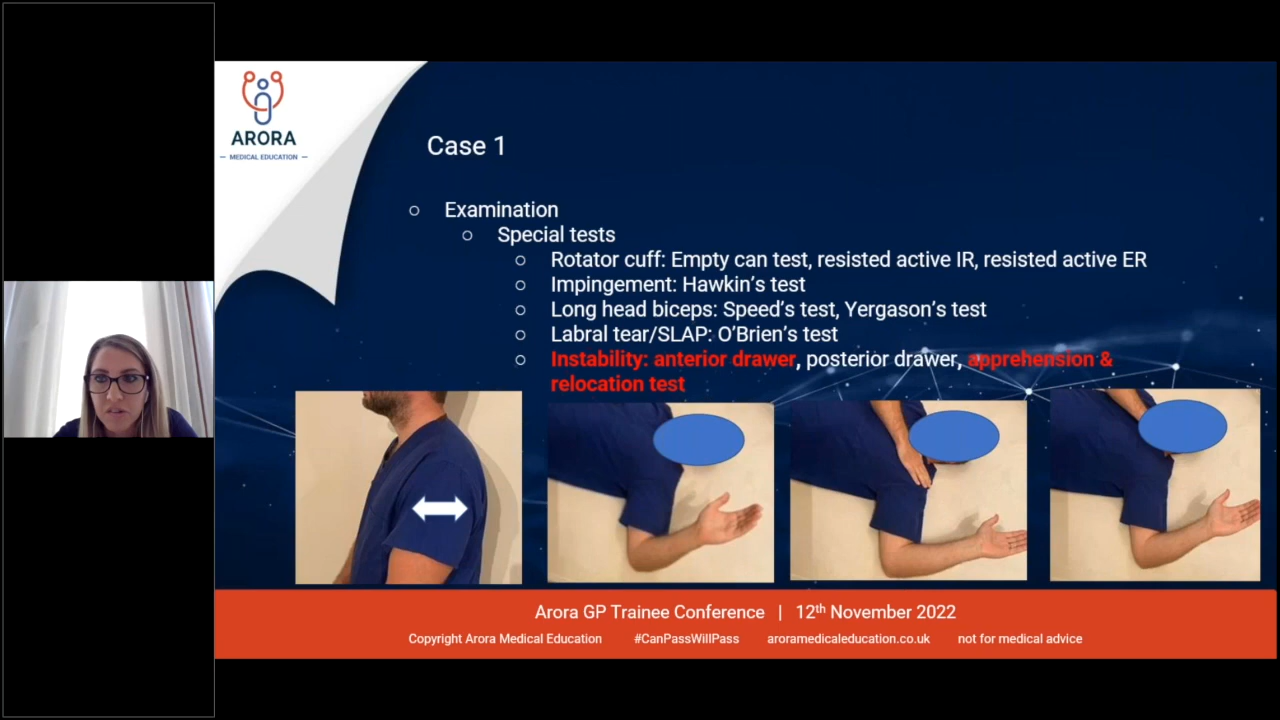 ARORA
MEDICAL EDUCATION
Case 1
Examination
Special tests
Rotator cuff: Empty can test, resisted active IR, resisted active ER
Impingement: Hawkin's test
Long head biceps: Speed's test, Yergason's test
Labral tear/SLAP: O'Brien's test
Instability: anterior drawer, posterior drawer, apprehension &
relocation test
Arora GP Trainee Conference | 12th November 2022
Copyright Arora Medical Education #CanPassWillPass aroramedicaleducation.co.uk not for medical advice